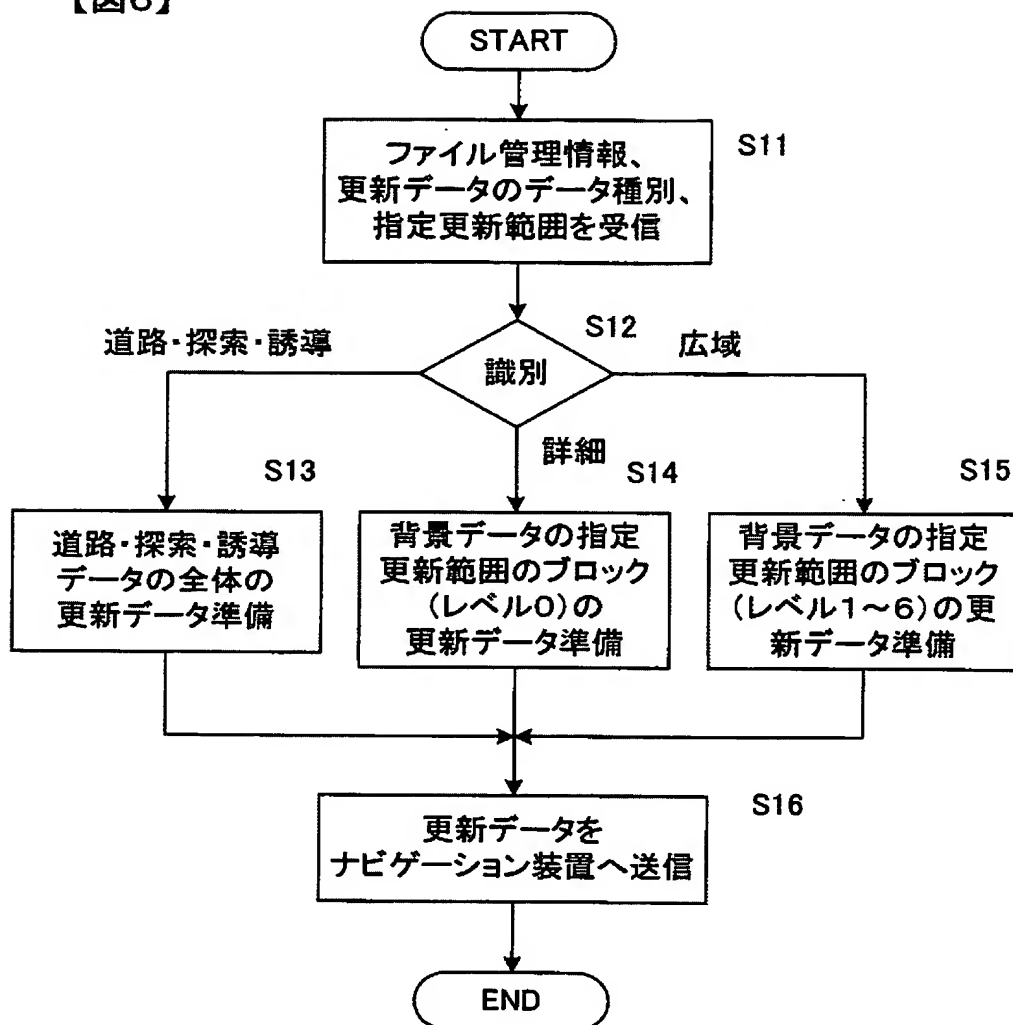 【図6】
START
S11
ファイル管理情報、
更新データのデータ種別、
指定更新範囲を受信
S12
道路・探索・誘導
識別
広域
詳細
S13
道路・探索・誘導
データの全体の
更新データ準備
S14
背景データの指定
更新範囲のブロック
(レベル0)の
更新データ準備
S15
背景データの指定
更新範囲のブロック
(レベル1~6)の更
新データ準備
S16
更新データを
ナビゲーション装置へ送信
END